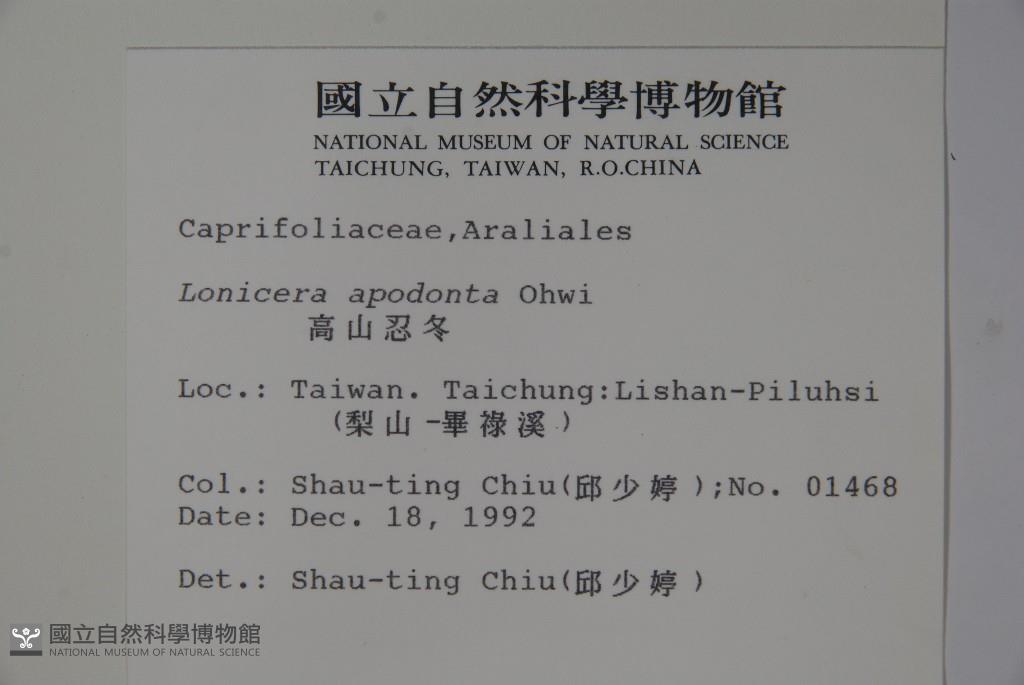 國立自然科學博物館
NATIONAL MUSEUM OF NATURAL SCIENCE
TAICHUNG, TAIWAN, R.O.CHINA
Caprifoliaceae,Araliales
Lonicera apodonta Ohwi
高山忍冬
Loc.: Taiwan. Taichung:Lishan-Piluhsi
(梨山-畢祿溪)
Col.: Shau-ting Chiu(邱少婷);No. 01468
Date: Dec. 18, 1992
Det.: Shau-ting Chiu(邱少婷)
國立自然科學博物館
NATIONAL MUSEUM OF NATURAL SCIENCE